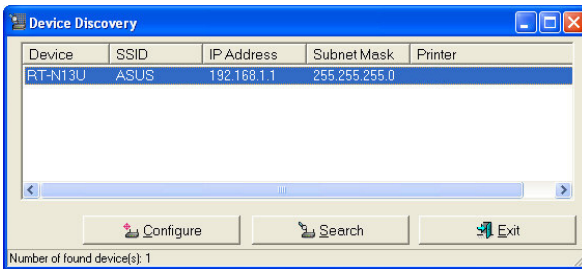 Device Discovery
Device SSID IP Address Subnet Mask Printer
RT-N13U ASUS 192.168.1.1 255.255.255.0
Configure Search Exit
Number of found device(s): 1